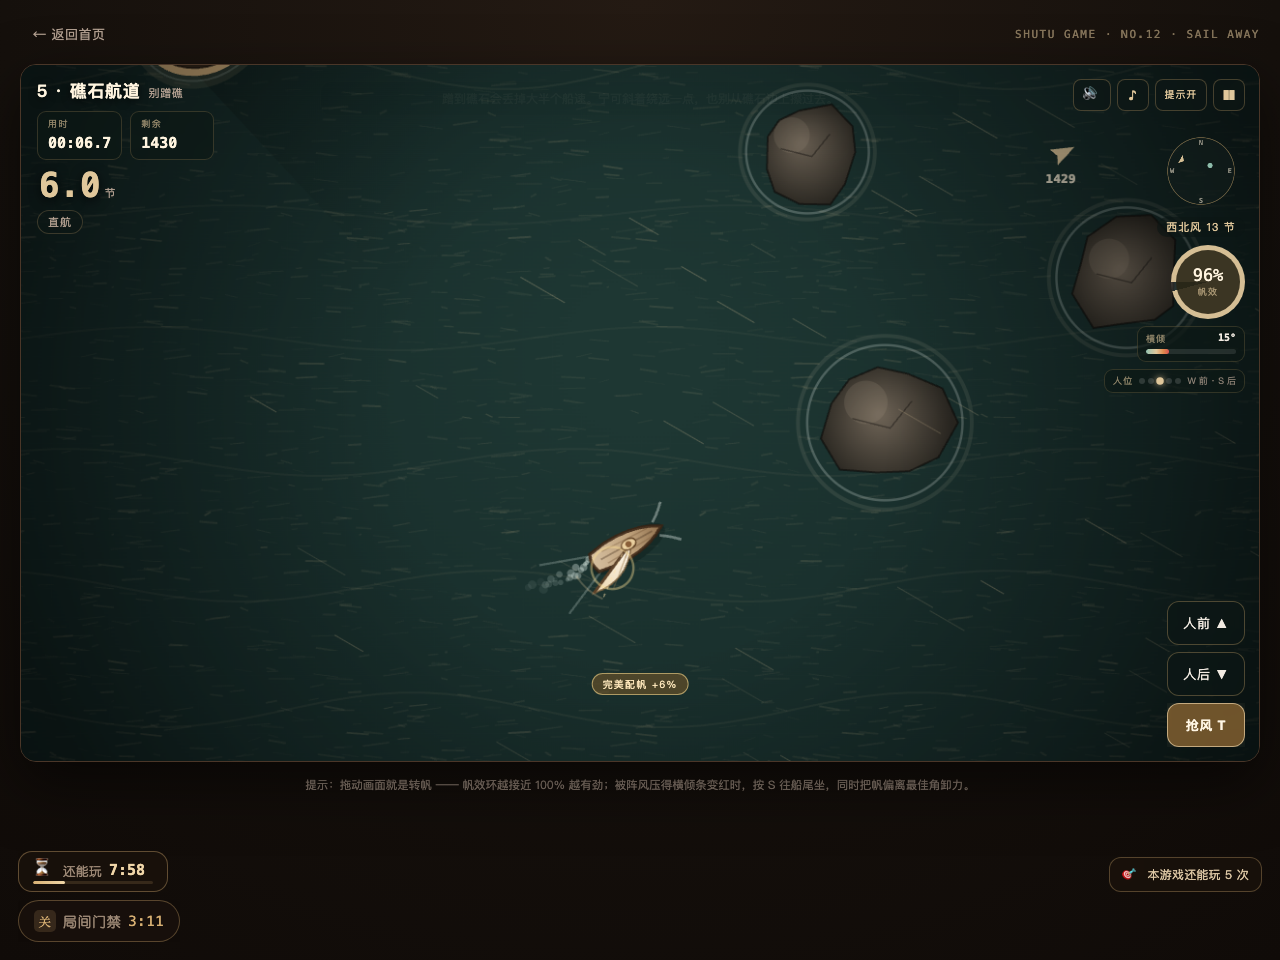 ← 返回首页
SHUTU GAME · NO.12 · SAIL AWAY
5 · 礁石航道 别蹭礁
用时
00:06.7
剩余
1430
6.0 节
直航
提示开
1429
N
W
E
S
西北风 13 节
96%
帆效
横倾 15°
人位 W 前 · S 后
完美配帆 +6%
人前 ▲
人后 ▼
抢风 T
提示：拖动画面就是转帆 —— 帆效环越接近 100% 越有劲；被阵风压得横倾条变红时，按 S 往船尾坐，同时把帆偏离最佳角卸力。
还能玩 7:58
关 局间门禁 3:11
本游戏还能玩 5 次